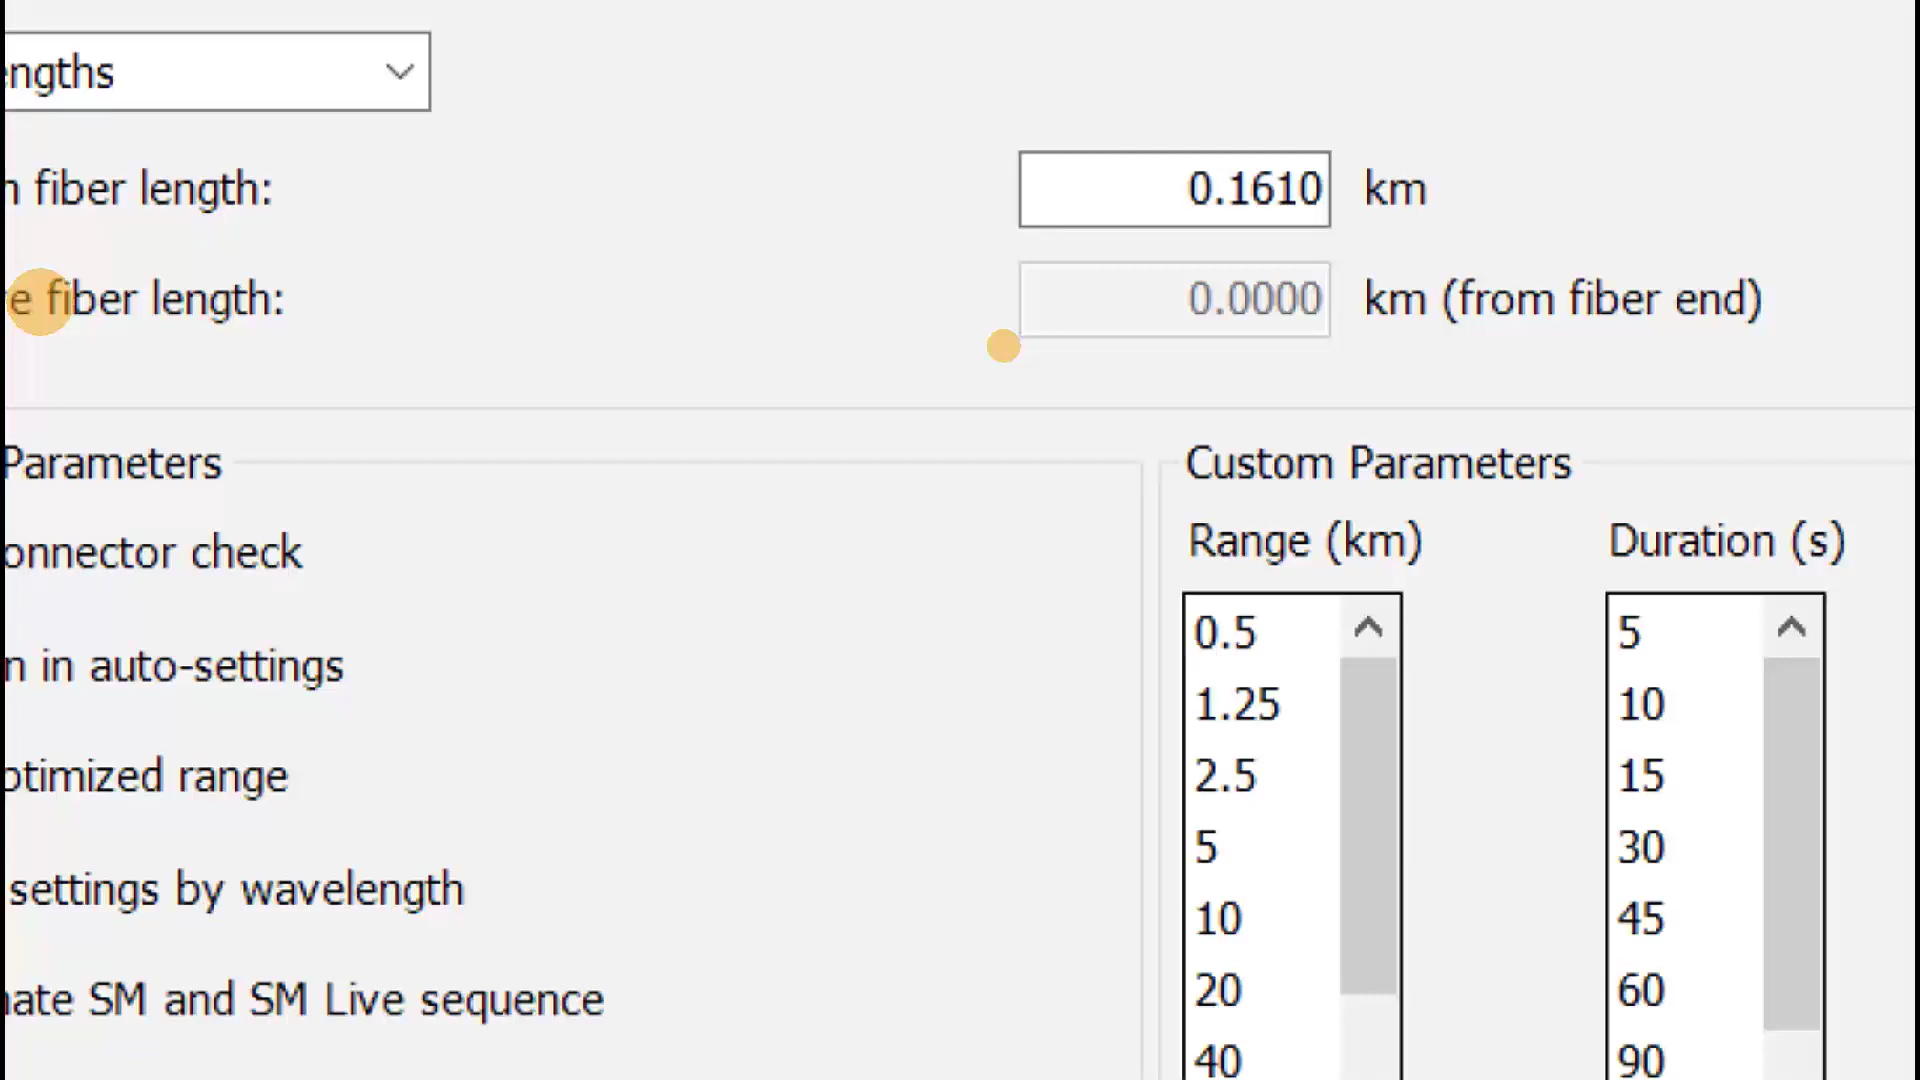 engths
n fiber length:
0.1610 km
e fiber length:
0.0000 km (from fiber end)
Parameters
onnector check
n in auto-settings
ptimized range
settings by wavelength
nate SM and SM Live sequence
Custom Parameters
Range (km)
0.5
1.25
2.5
5
10
20
40
Duration (s)
5
10
15
30
45
60
90